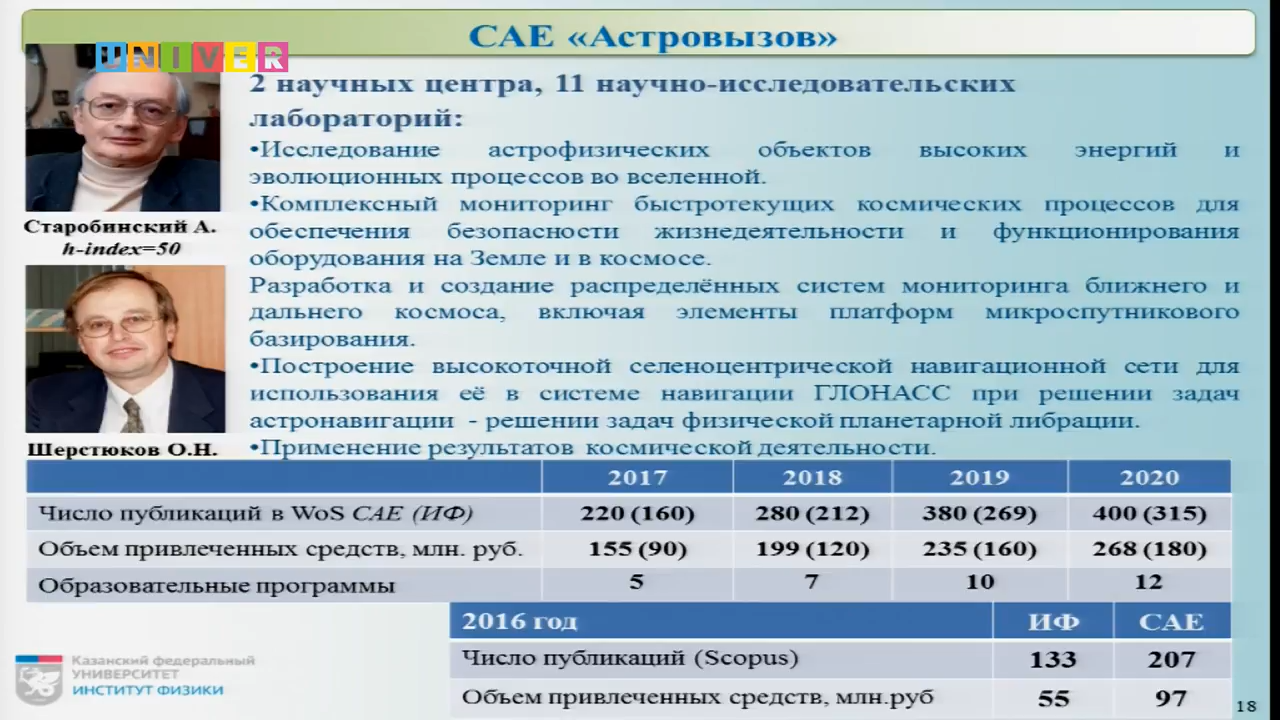 САЕ «Астровызов»
UNIVER
2 научных центра, 11 научно-исследовательских
лабораторий:
•Исследование астрофизических объектов высоких энергий и
эволюционных процессов во вселенной.
•Комплексный мониторинг быстротекущих космических процессов для
обеспечения безопасности жизнедеятельности и функционирования
оборудования на Земле и в космосе.
Разработка и создание распределённых систем мониторинга ближнего и
дальнего космоса, включая элементы платформ микроспутникового
базирования.
•Построение высокоточной селеноцентрической навигационной сети для
использования её в системе навигации ГЛОНАСС при решении задач
астронавигации - решении задач физической планетарной либрации.
•Применение результатов космической деятельности.
Старобинский А.
h-index=50
Шерстюков О.Н.
2017 2018 2019 2020
Число публикаций в WoS САЕ (ИФ) 220 (160) 280 (212) 380 (269) 400 (315)
Объем привлеченных средств, млн. руб. 155 (90) 199 (120) 235 (160) 268 (180)
Образовательные программы 5 7 10 12
2016 год ИФ САЕ
Число публикаций (Scopus) 133 207
Объем привлеченных средств, млн.руб 55 97
Казанский федеральный
УНИВЕРСИТЕТ
ИНСТИТУТ ФИЗИКИ
18